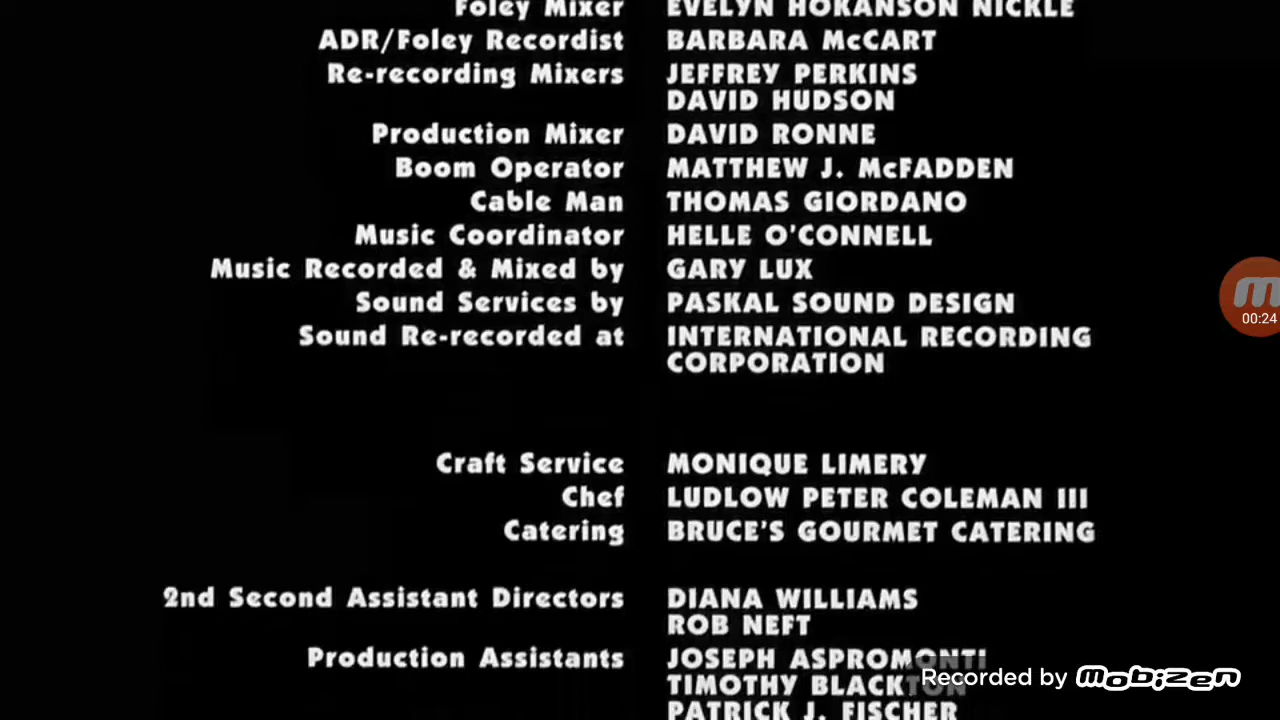 Foley Mixer EVELYN HOKANSON NICKLE
ADR/Foley Recordist BARBARA McCART
Re-recording Mixers JEFFREY PERKINS
DAVID HUDSON
Production Mixer DAVID RONNE
Boom Operator MATTHEW J. McFADDEN
Cable Man THOMAS GIORDANO
Music Coordinator HELLE O'CONNELL
Music Recorded & Mixed by GARY LUX
Sound Services by PASKAL SOUND DESIGN
Sound Re-recorded at INTERNATIONAL RECORDING
CORPORATION
00:24
Craft Service MONIQUE LIMERY
Chef LUDLOW PETER COLEMAN III
Catering BRUCE'S GOURMET CATERING
2nd Second Assistant Directors DIANA WILLIAMS
ROB NEFT
Production Assistants JOSEPH ASPROMONTI
TIMOTHY BLACKTON
PATRICK J. FISCHER
Recorded by mobizen